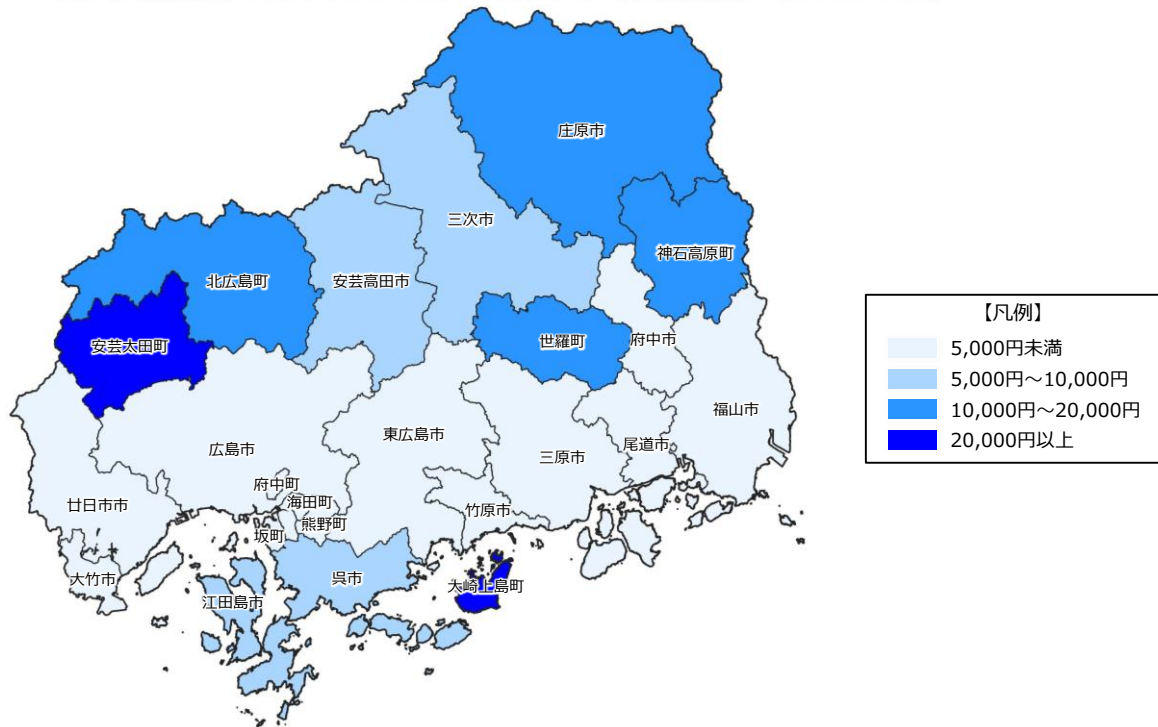 庄原市
三次市
神石高原町
北広島町
安芸高田市
安芸太田町
世羅町
府中市
福山市
東広島市
尾道市
広島市
三原市
府中町
海田町
竹原市
廿日市市
坂町
熊野町
大竹市
呉市
大崎上島町
江田島市
【凡例】
5,000円未満
5,000円～10,000円
10,000円～20,000円
20,000円以上